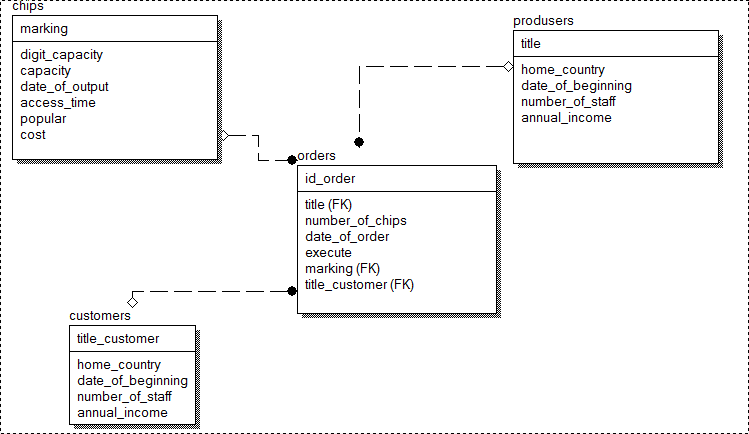 chips
marking
digit_capacity
capacity
date_of_output
access_time
popular
cost
produsers
title
home_country
date_of_beginning
number_of_staff
annual_income
orders
id_order
title (FK)
number_of_chips
date_of_order
execute
marking (FK)
title_customer (FK)
customers
title_customer
home_country
date_of_beginning
number_of_staff
annual_income